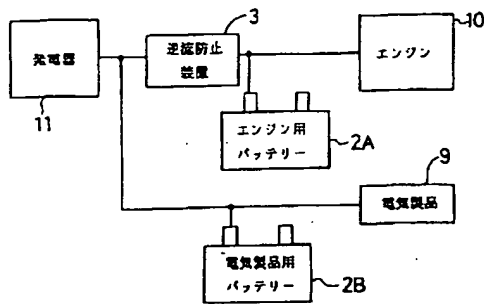 発電器
11
逆流防止
装置
3
エンジン
10
エンジン用
バッテリー
2A
電気製品
9
電気製品用
バッテリー
2B